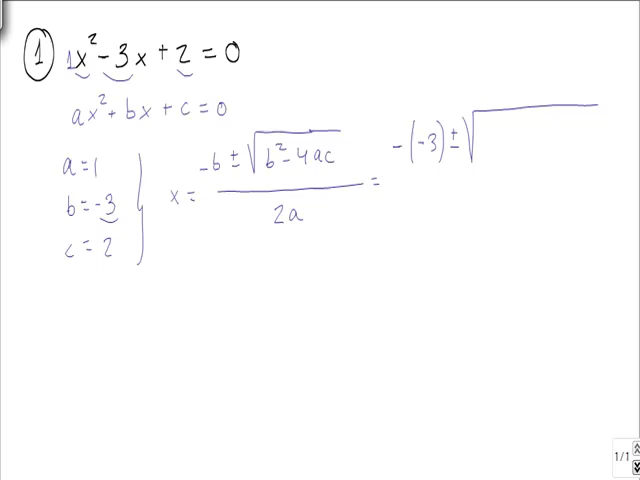 ① 1x² - 3x + 2 = 0
ax² + bx + c = 0
a = 1
b = -3
c = 2
x = (-b ± √(b² - 4ac)) / 2a = -(-3) ± √
1/1